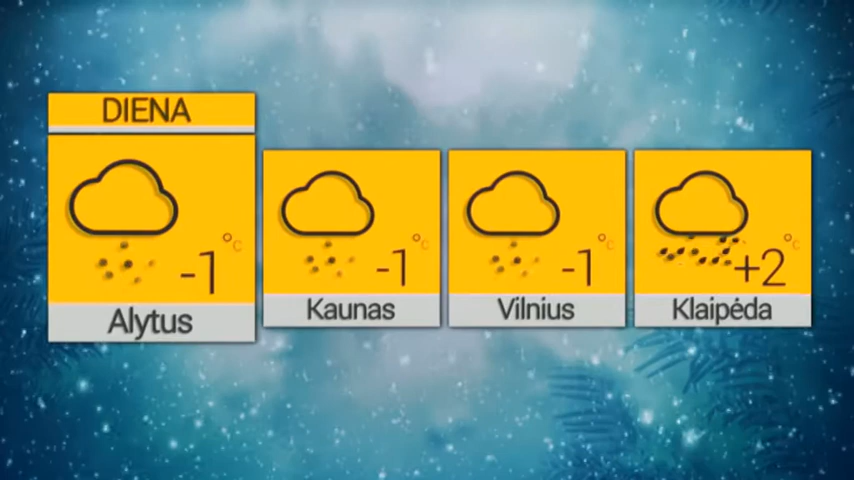 DIENA
-1°C
Alytus
-1°C
Kaunas
-1°C
Vilnius
+2°C
Klaipėda